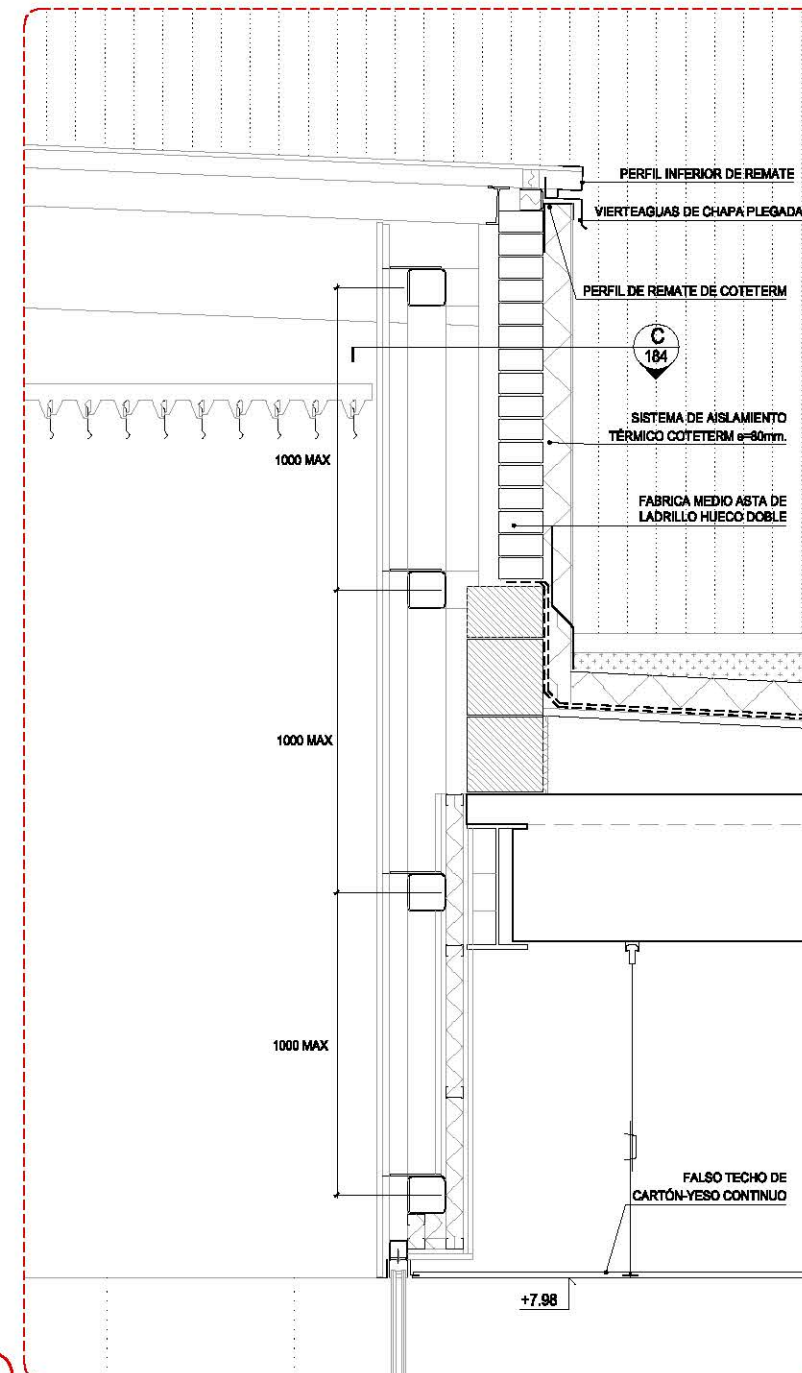 PERFIL INFERIOR DE REMATE
VIERTEAGUAS DE CHAPA PLEGADA
PERFIL DE REMATE DE COTETERM
C
184
SISTEMA DE AISLAMIENTO
TÉRMICO COTETERM e=80mm.
1000 MAX
FABRICA MEDIO ASTA DE
LADRILLO HUECO DOBLE
1000 MAX
1000 MAX
FALSO TECHO DE
CARTÓN-YESO CONTINUO
+7.98